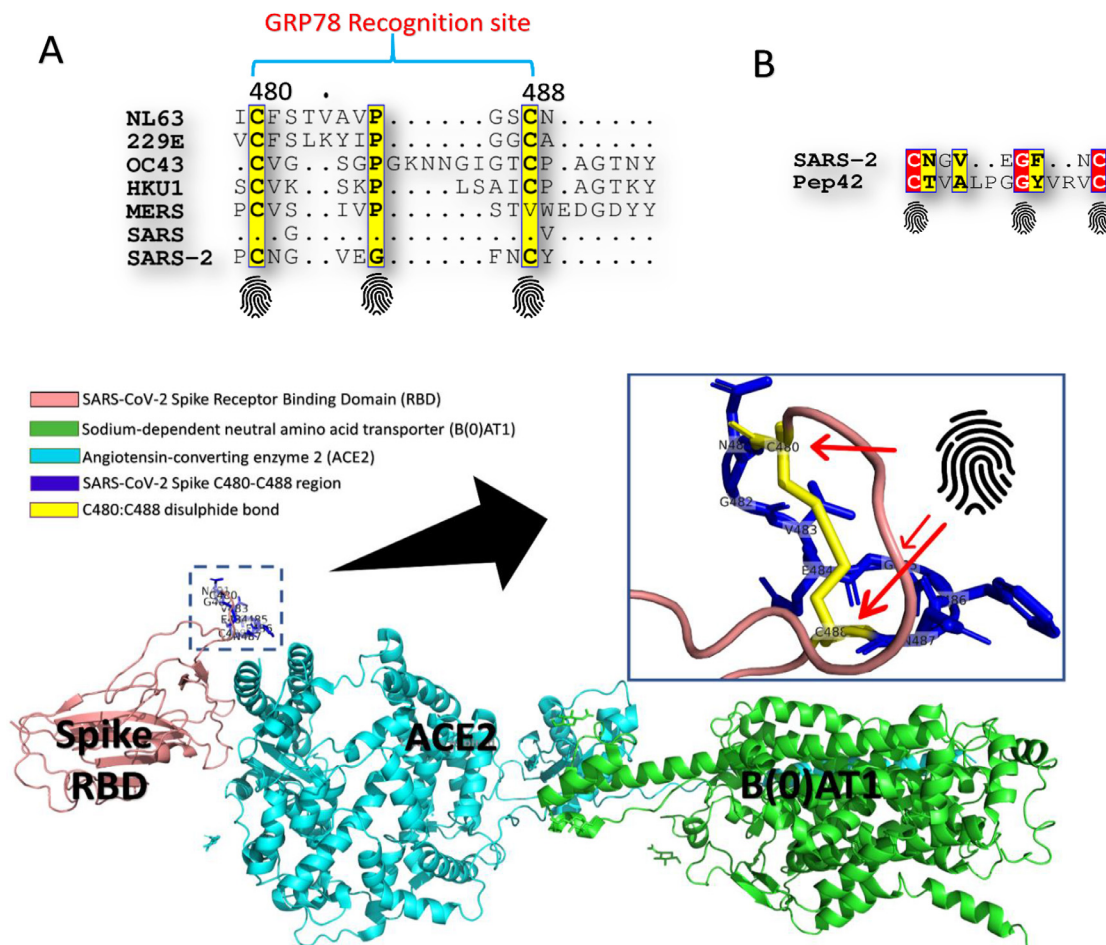 A
GRP78 Recognition site
480
488
NL63 ICFSTVAVP......GSCN......
229E VCFSLKYIP......GGCA......
OC43 .CVG..SGPGKNNGIGTCP.AGTNY
HKU1 SCVK..SKP....LSAICP.AGTKY
MERS PCVS..IVP......STVWEDGDYY
SARS ...G..............V......
SARS-2 PCNG..VEG......FNCY......
B
SARS-2 CNGV..EGF..NC
Pep42 CTVALPGGYVRVC
SARS-CoV-2 Spike Receptor Binding Domain (RBD)
Sodium-dependent neutral amino acid transporter (B(0)AT1)
Angiotensin-converting enzyme 2 (ACE2)
SARS-CoV-2 Spike C480-C488 region
C480:C488 disulphide bond
C480
G482
V483
E484
C488
N487
Spike
RBD
ACE2
B(0)AT1